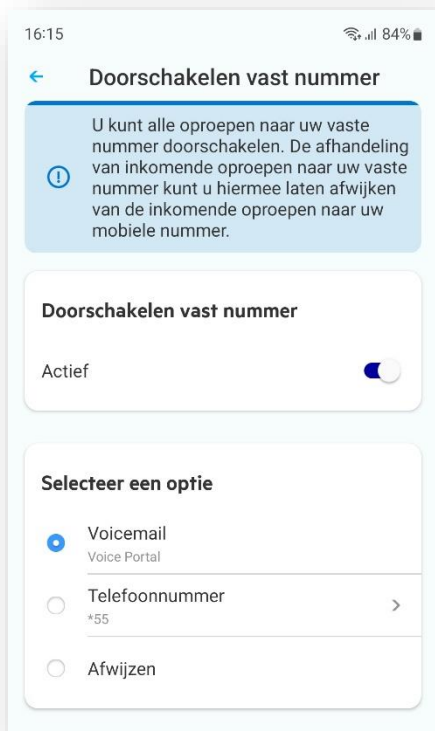 16:15
84%
Doorschakelen vast nummer
U kunt alle oproepen naar uw vaste
nummer doorschakelen. De afhandeling
van inkomende oproepen naar uw vaste
nummer kunt u hiermee laten afwijken
van de inkomende oproepen naar uw
mobiele nummer.
Doorschakelen vast nummer
Actief
Selecteer een optie
Voicemail
Voice Portal
Telefoonnummer
*55
Afwijzen